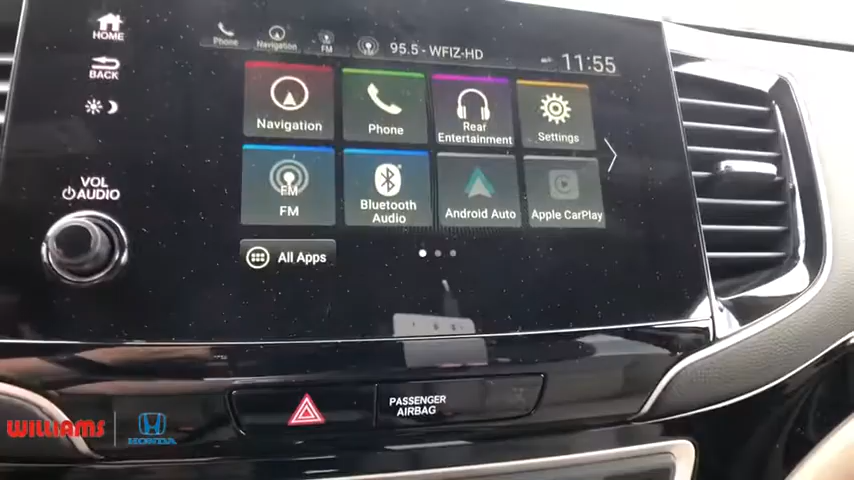 HOME
Phone Navigation FM FM 95.5 - WFIZ-HD 11:55
BACK
Navigation Phone Rear Entertainment Settings
VOL
AUDIO
FM FM Bluetooth Audio Android Auto Apple CarPlay
All Apps
PASSENGER
AIRBAG
WILLIAMS HONDA